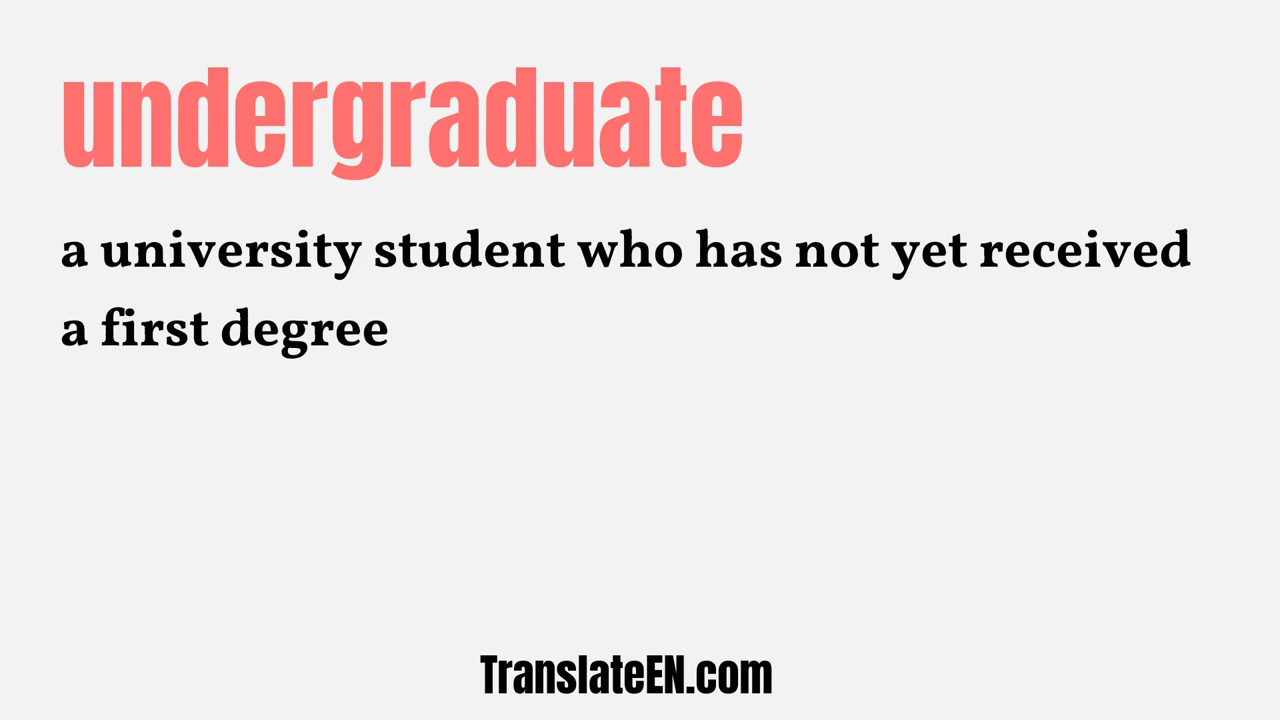 undergraduate
a university student who has not yet received
a first degree
TranslateEN.com